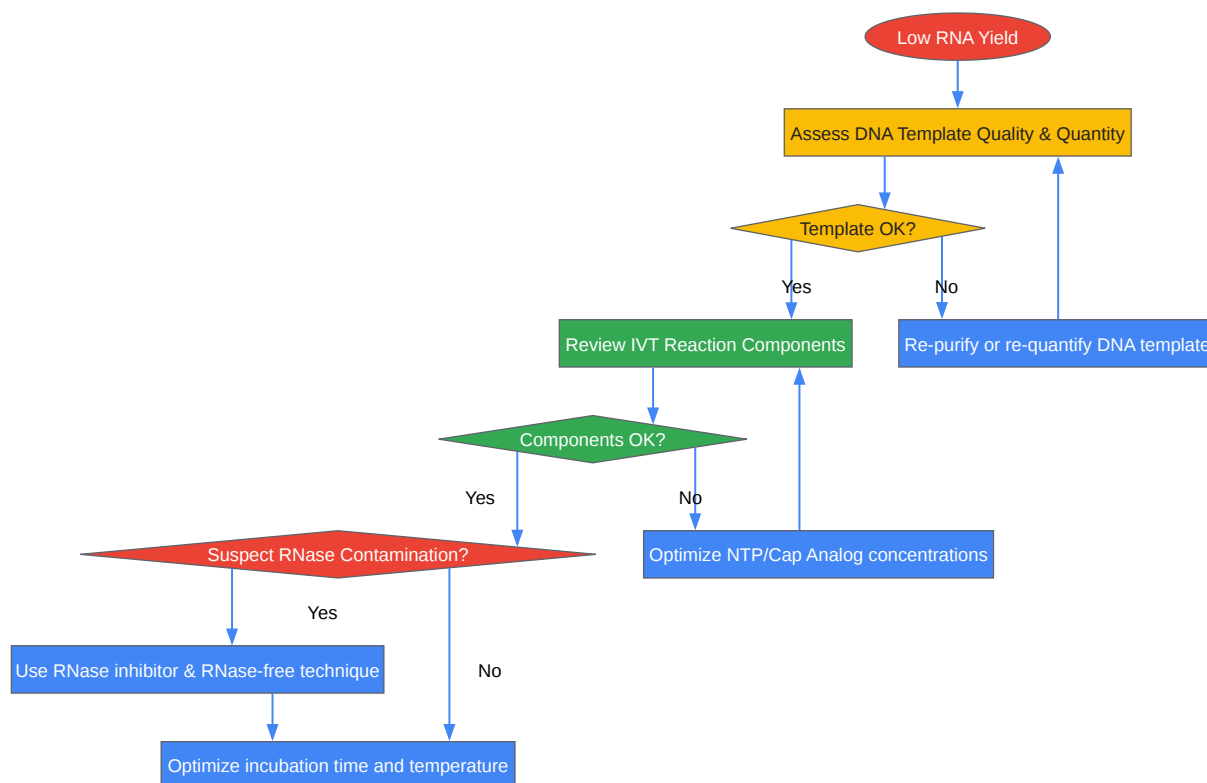 Low RNA Yield
Assess DNA Template Quality & Quantity
Template OK?
Yes
No
Review IVT Reaction Components
Re-purify or re-quantify DNA template
Components OK?
Yes
No
Suspect RNase Contamination?
Optimize NTP/Cap Analog concentrations
Yes
Use RNase inhibitor & RNase-free technique
No
Optimize incubation time and temperature